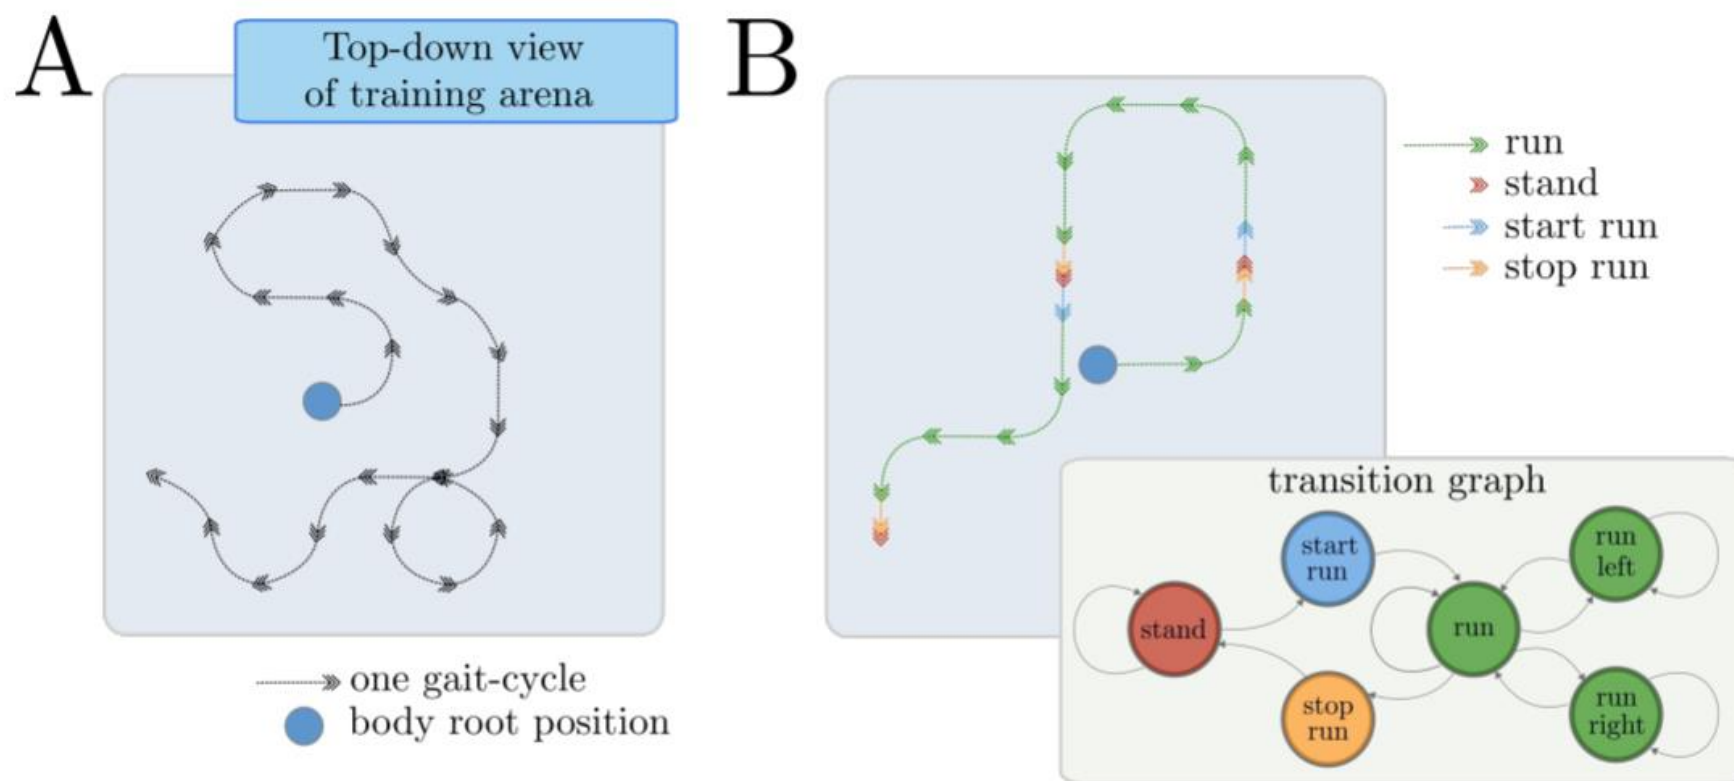 A
Top-down view
of training arena
one gait-cycle
body root position
B
run
stand
start run
stop run
transition graph
start
run
run
left
stand
run
stop
run
run
right